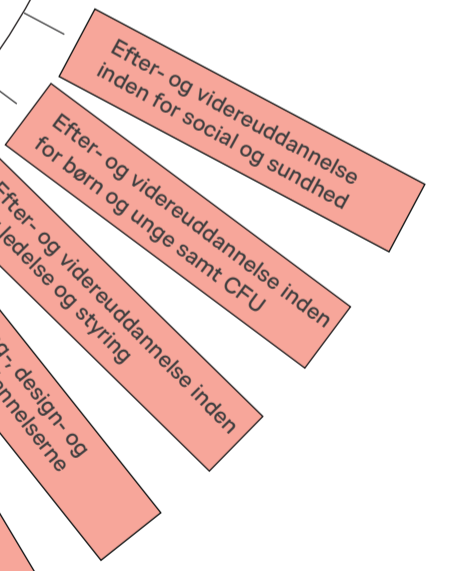 Efter- og videreuddannelse
inden for social og sundhed
Efter- og videreuddannelse inden
for børn og unge samt CFU
Efter- og videreuddannelse inden
ledelse og styring
design- og